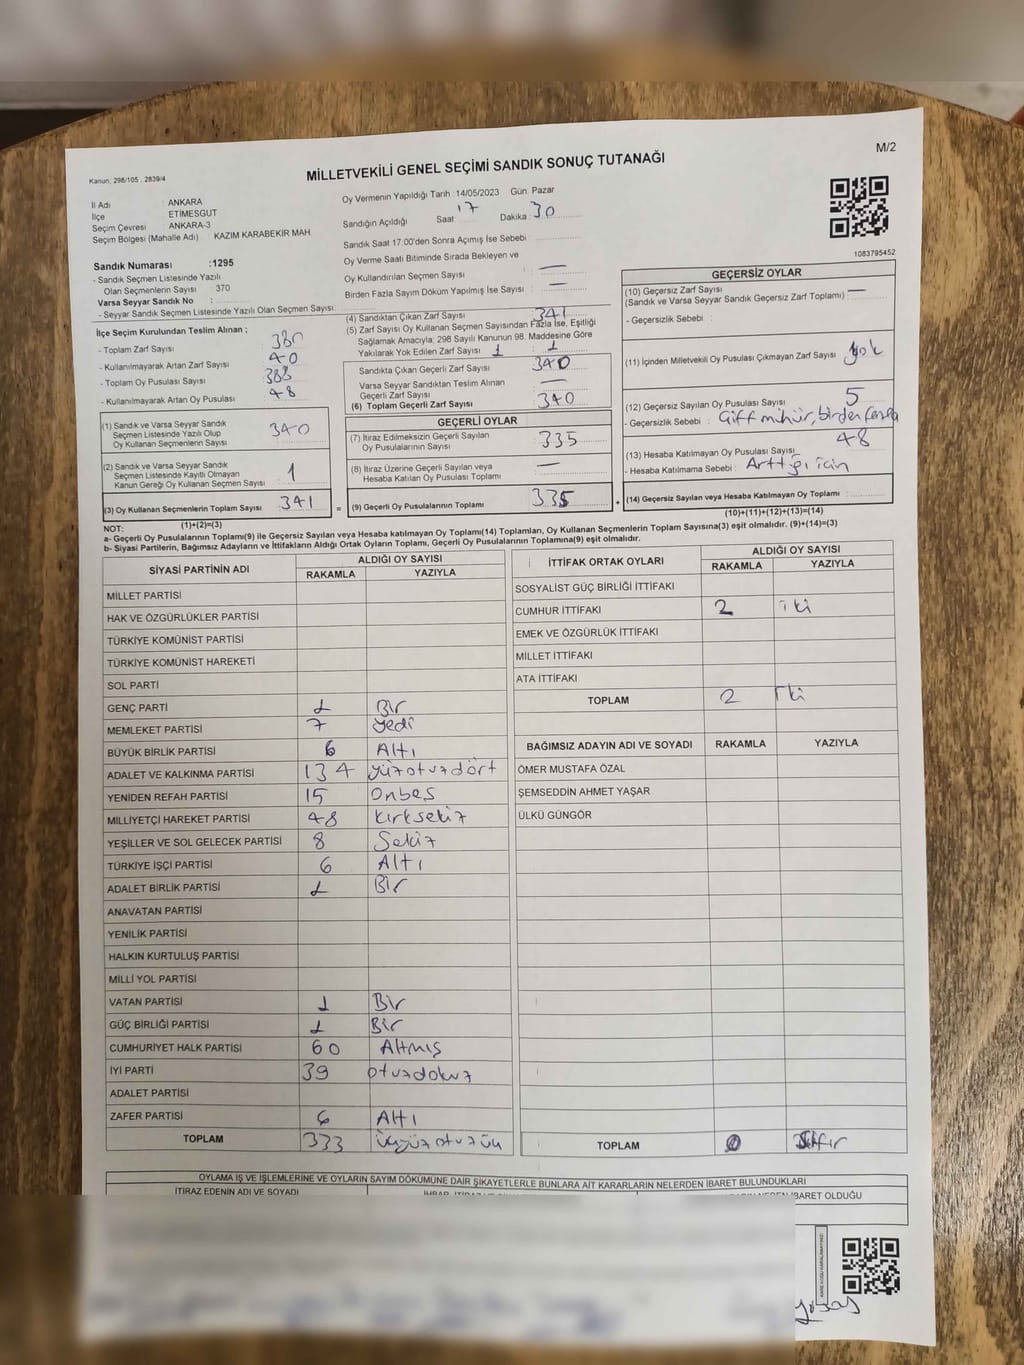 M/2
Kanun. 298/105 . 2839/4
MİLLETVEKİLİ GENEL SEÇİMİ SANDIK SONUÇ TUTANAĞI
İl Adı : ANKARA
İlçe : ETİMESGUT
Seçim Çevresi : ANKARA-3
Seçim Bölgesi (Mahalle Adı) KAZIM KARABEKİR MAH.
Sandık Numarası :1295
- Sandık Seçmen Listesinde Yazılı
Olan Seçmenlerin Sayısı 370
Varsa Seyyar Sandık No :
- Seyyar Sandık Seçmen Listesinde Yazılı Olan Seçmen Sayısı:
Oy Vermenin Yapıldığı Tarih :14/05/2023 Gün: Pazar
Sandığın Açıldığı Saat: 17 Dakika : 30
Sandık Saat 17:00'den Sonra Açılmış İse Sebebi :
Oy Verme Saati Bitiminde Sırada Bekleyen ve
Oy Kullandırılan Seçmen Sayısı : —
Birden Fazla Sayım Döküm Yapılmış İse Sayısı : —
1083795452
İlçe Seçim Kurulundan Teslim Alınan ;
- Toplam Zarf Sayısı : 380
- Kullanılmayarak Artan Zarf Sayısı : 40
- Toplam Oy Pusulası Sayısı : 388
- Kullanılmayarak Artan Oy Pusulası : 48
(1) Sandık ve Varsa Seyyar Sandık
Seçmen Listesinde Yazılı Olup
Oy Kullanan Seçmenlerin Sayısı : 340
(2) Sandık ve Varsa Seyyar Sandık
Seçmen Listesinde Kayıtlı Olmayan
Kanun Gereği Oy Kullanan Seçmen Sayısı : 1
(3) Oy Kullanan Seçmenlerin Toplam Sayısı : 341
(1)+(2)=(3)
(4) Sandıktan Çıkan Zarf Sayısı : 341
(5) Zarf Sayısı Oy Kullanan Seçmen Sayısından Fazla İse, Eşitliği
Sağlamak Amacıyla; 298 Sayılı Kanunun 98. Maddesine Göre
Yakılarak Yok Edilen Zarf Sayısı 1 : 1
Sandıkta Çıkan Geçerli Zarf Sayısı : 340
Varsa Seyyar Sandıktan Teslim Alınan
Geçerli Zarf Sayısı : —
(6) Toplam Geçerli Zarf Sayısı : 340
GEÇERLİ OYLAR
(7) İtiraz Edilmeksizin Geçerli Sayılan
Oy Pusulalarının Sayısı : 335
(8) İtiraz Üzerine Geçerli Sayılan veya
Hesaba Katılan Oy Pusulası Toplamı : —
= (9) Geçerli Oy Pusulalarının Toplamı : 335
GEÇERSİZ OYLAR
(10) Geçersiz Zarf Sayısı : —
(Sandık ve Varsa Seyyar Sandık Geçersiz Zarf Toplamı)
- Geçersizlik Sebebi :
(11) İçinden Milletvekili Oy Pusulası Çıkmayan Zarf Sayısı : yok
(12) Geçersiz Sayılan Oy Pusulası Sayısı : 5
- Geçersizlik Sebebi : Çift mühür, birden fazla
(13) Hesaba Katılmayan Oy Pusulası Sayısı : 48
- Hesaba Katılmama Sebebi : Arttığı için
+ (14) Geçersiz Sayılan veya Hesaba Katılmayan Oy Toplamı :
(10)+(11)+(12)+(13)=(14)
NOT:
a- Geçerli Oy Pusulalarının Toplam(9) ile Geçersiz Sayılan veya Hesaba katılmayan Oy Toplam(14) Toplamları, Oy Kullanan Seçmenlerin Toplam Sayısına(3) eşit olmalıdır. (9)+(14)=(3)
b- Siyasi Partilerin, Bağımsız Adayların ve İttifakların Aldığı Ortak Oyların Toplamı, Geçerli Oy Pusulalarının Toplamına(9) eşit olmalıdır.
SİYASİ PARTİNİN ADI ALDIĞI OY SAYISI
RAKAMLA YAZIYLA
MİLLET PARTİSİ
HAK VE ÖZGÜRLÜKLER PARTİSİ
TÜRKİYE KOMÜNİST PARTİSİ
TÜRKİYE KOMÜNİST HAREKETİ
SOL PARTİ
GENÇ PARTİ 1 Bir
MEMLEKET PARTİSİ 7 Yedi
BÜYÜK BİRLİK PARTİSİ 6 Altı
ADALET VE KALKINMA PARTİSİ 134 yüzotuzdört
YENİDEN REFAH PARTİSİ 15 Onbeş
MİLLİYETÇİ HAREKET PARTİSİ 48 kırksekiz
YEŞİLLER VE SOL GELECEK PARTİSİ 8 Sekiz
TÜRKİYE İŞÇİ PARTİSİ 6 Altı
ADALET BİRLİK PARTİSİ 1 Bir
ANAVATAN PARTİSİ
YENİLİK PARTİSİ
HALKIN KURTULUŞ PARTİSİ
MİLLİ YOL PARTİSİ
VATAN PARTİSİ 1 Bir
GÜÇ BİRLİĞİ PARTİSİ 1 Bir
CUMHURİYET HALK PARTİSİ 60 Altmış
İYİ PARTİ 39 otuzdokuz
ADALET PARTİSİ
ZAFER PARTİSİ 6 Altı
TOPLAM 333 üçyüzotuzüç
İTTİFAK ORTAK OYLARI ALDIĞI OY SAYISI
RAKAMLA YAZIYLA
SOSYALİST GÜÇ BİRLİĞİ İTTİFAKI
CUMHUR İTTİFAKI 2 iki
EMEK VE ÖZGÜRLÜK İTTİFAKI
MİLLET İTTİFAKI
ATA İTTİFAKI
TOPLAM 2 İki
BAĞIMSIZ ADAYIN ADI VE SOYADI RAKAMLA YAZIYLA
ÖMER MUSTAFA ÖZAL
ŞEMSEDDİN AHMET YAŞAR
ÜLKÜ GÜNGÖR
TOPLAM 0 Sıfır
OYLAMA İŞ VE İŞLEMLERİNE VE OYLARIN SAYIM DÖKÜMÜNE DAİR ŞİKAYETLERLE BUNLARA AİT KARARLARIN NELERDEN İBARET BULUNDUKLARI
İTİRAZ EDENİN ADI VE SOYADI
İBARET OLDUĞU